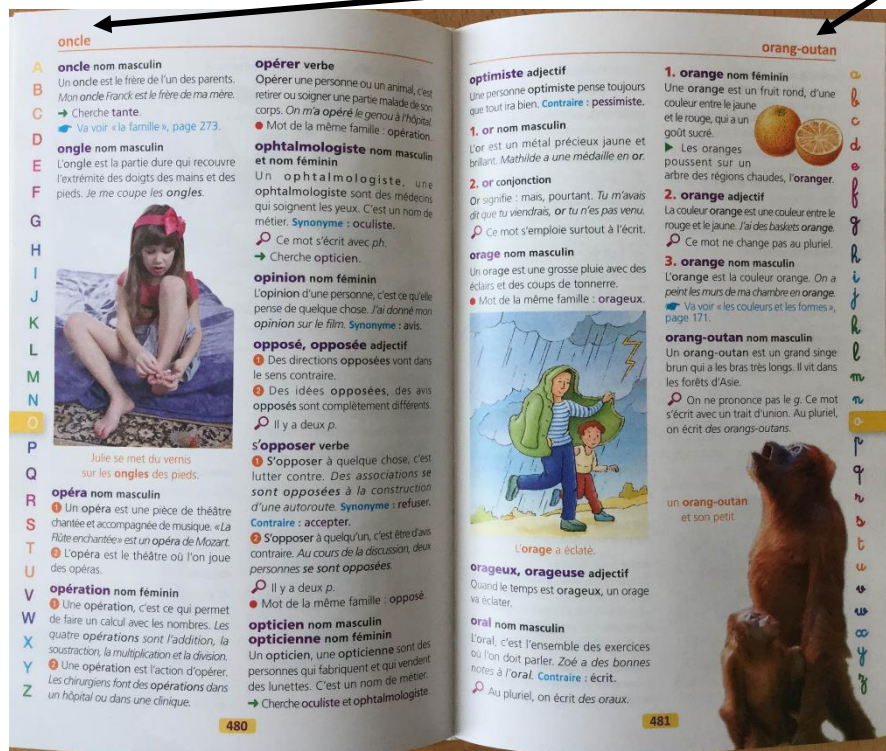 oncle
A
B
C
D
E
F
G
H
I
J
K
L
M
N
O
P
Q
R
S
T
U
V
W
X
Y
Z
oncle nom masculin
Un oncle est le frère de l'un des parents.
Mon oncle Franck est le frère de ma mère.
➔ Cherche tante.
☛ Va voir « la famille », page 273.
ongle nom masculin
L'ongle est la partie dure qui recouvre
l'extrémité des doigts des mains et des
pieds. Je me coupe les ongles.
Julie se met du vernis
sur les ongles des pieds.
opéra nom masculin
❶ Un opéra est une pièce de théâtre
chantée et accompagnée de musique. « La
Flûte enchantée » est un opéra de Mozart.
❷ L'opéra est le théâtre où l'on joue
des opéras.
opération nom féminin
❶ Une opération, c'est ce qui permet
de faire un calcul avec les nombres. Les
quatre opérations sont l'addition, la
soustraction, la multiplication et la division.
❷ Une opération est l'action d'opérer.
Les chirurgiens font des opérations dans
un hôpital ou dans une clinique.
opérer verbe
Opérer une personne ou un animal, c'est
retirer ou soigner une partie malade de son
corps. On m'a opéré le genou à l'hôpital.
● Mot de la même famille : opération.
ophtalmologiste nom masculin
et nom féminin
Un ophtalmologiste, une
ophtalmologiste sont des médecins
qui soignent les yeux. C'est un nom de
métier. Synonyme : oculiste.
Ce mot s'écrit avec ph.
➔ Cherche opticien.
opinion nom féminin
L'opinion d'une personne, c'est ce qu'elle
pense de quelque chose. J'ai donné mon
opinion sur le film. Synonyme : avis.
opposé, opposée adjectif
❶ Des directions opposées vont dans
le sens contraire.
❷ Des idées opposées, des avis
opposés sont complètement différents.
Il y a deux p.
s'opposer verbe
❶ S'opposer à quelque chose, c'est
lutter contre. Des associations se
sont opposées à la construction
d'une autoroute. Synonyme : refuser.
Contraire : accepter.
❷ S'opposer à quelqu'un, c'est être d'avis
contraire. Au cours de la discussion, deux
personnes se sont opposées.
Il y a deux p.
● Mot de la même famille : opposé.
opticien nom masculin
opticienne nom féminin
Un opticien, une opticienne sont des
personnes qui fabriquent et qui vendent
des lunettes. C'est un nom de métier.
➔ Cherche oculiste et ophtalmologiste.
480
orang-outan
optimiste adjectif
Une personne optimiste pense toujours
que tout ira bien. Contraire : pessimiste.
1. or nom masculin
L'or est un métal précieux jaune et
brillant. Mathilde a une médaille en or.
2. or conjonction
Or signifie : mais, pourtant. Tu m'avais
dit que tu viendrais, or tu n'es pas venu.
Ce mot s'emploie surtout à l'écrit.
orage nom masculin
Un orage est une grosse pluie avec des
éclairs et des coups de tonnerre.
● Mot de la même famille : orageux.
L'orage a éclaté.
orageux, orageuse adjectif
Quand le temps est orageux, un orage
va éclater.
oral nom masculin
L'oral, c'est l'ensemble des exercices
où l'on doit parler. Zoé a des bonnes
notes à l'oral. Contraire : écrit.
Au pluriel, on écrit des oraux.
1. orange nom féminin
Une orange est un fruit rond, d'une
couleur entre le jaune
et le rouge, qui a un
goût sucré.
► Les oranges
poussent sur un
arbre des régions chaudes, l'oranger.
2. orange adjectif
La couleur orange est une couleur entre le
rouge et le jaune. J'ai des baskets orange.
Ce mot ne change pas au pluriel.
3. orange nom masculin
L'orange est la couleur orange. On a
peint les murs de ma chambre en orange.
☛ Va voir « les couleurs et les formes »,
page 171.
orang-outan nom masculin
Un orang-outan est un grand singe
brun qui a les bras très longs. Il vit dans
les forêts d'Asie.
On ne prononce pas le g. Ce mot
s'écrit avec un trait d'union. Au pluriel,
on écrit des orangs-outans.
un orang-outan
et son petit
a
b
c
d
e
f
g
h
i
j
k
l
m
n
o
p
q
r
s
t
u
v
w
x
y
z
481